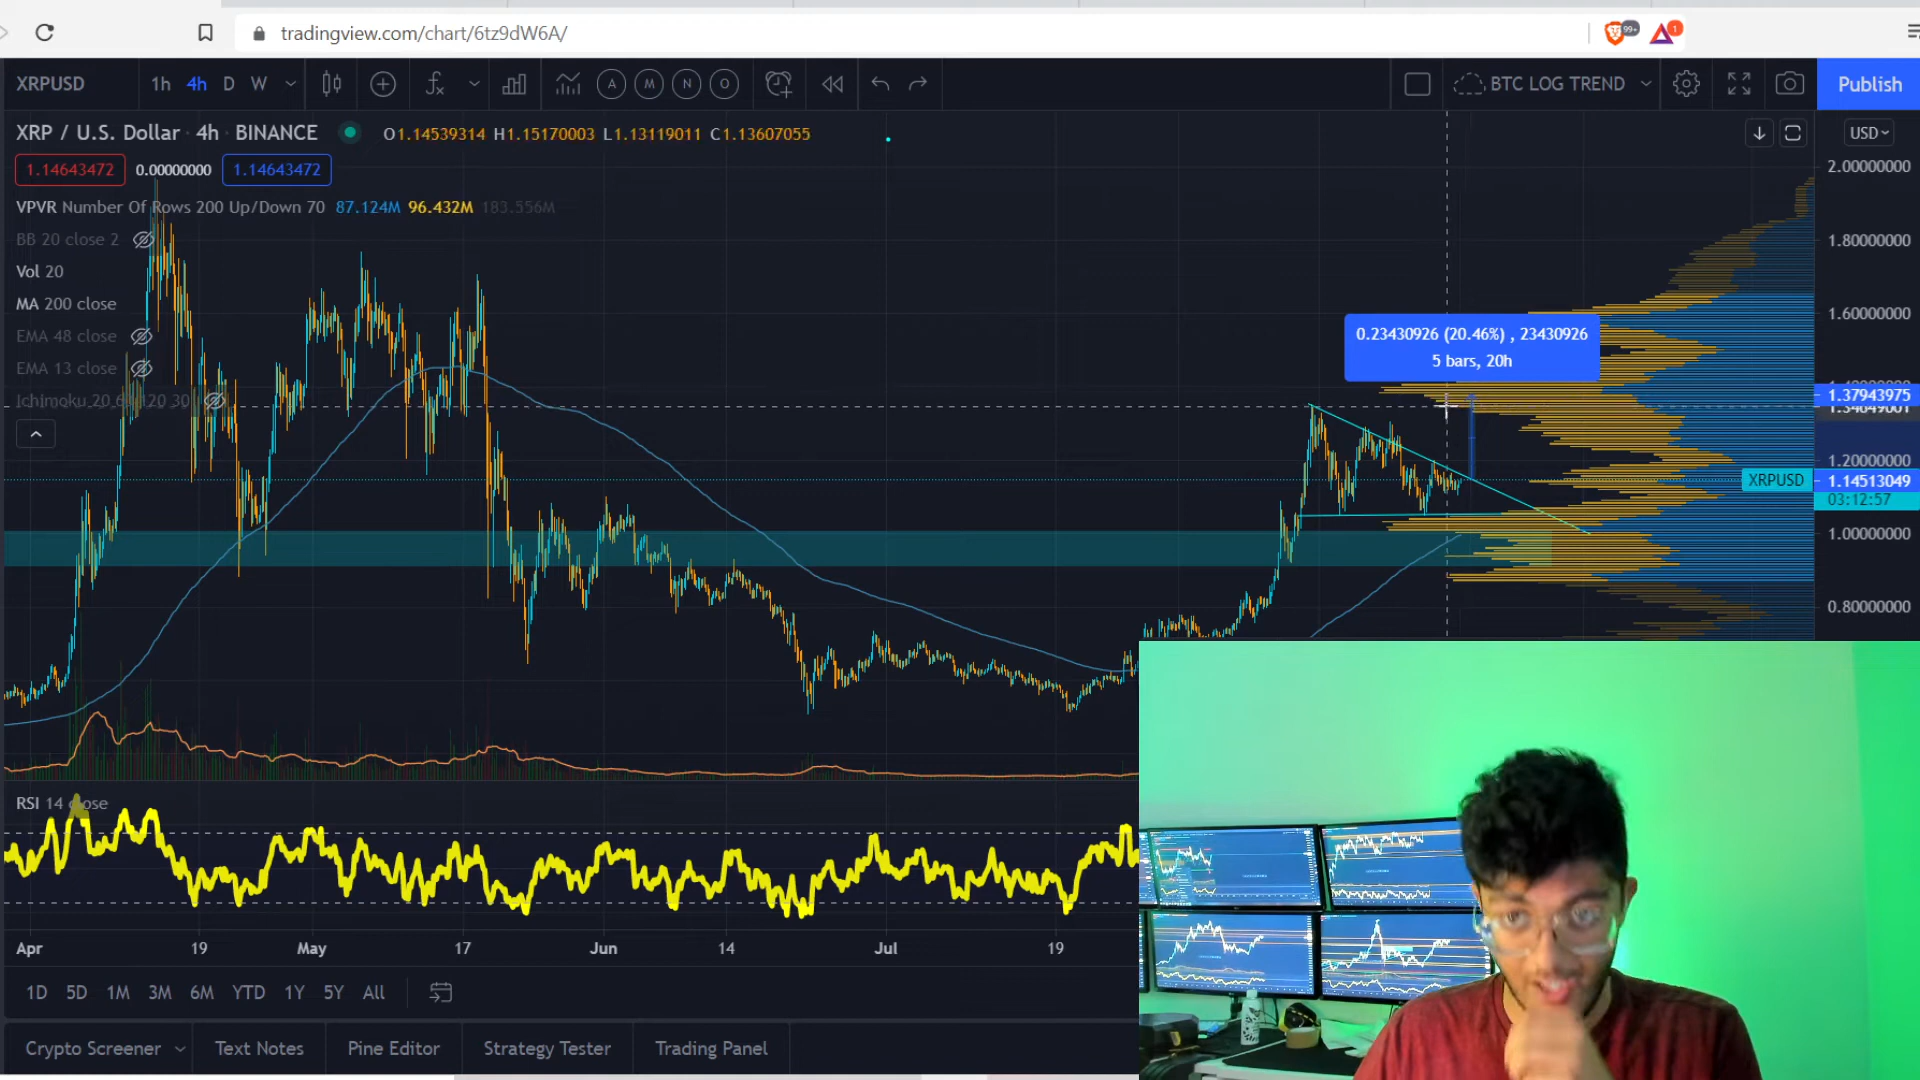 tradingview.com/chart/6tz9dW6A/
99+
1
XRPUSD
1h 4h D W
A M N O
BTC LOG TREND
Publish
XRP / U.S. Dollar · 4h · BINANCE
O1.14539314 H1.15170003 L1.13119011 C1.13607055
USD
1.14643472 0.00000000 1.14643472
VPVR Number Of Rows 200 Up/Down 70 87.124M 96.432M 183.556M
BB 20 close 2
Vol 20
MA 200 close
EMA 48 close
EMA 13 close
2.00000000
1.80000000
1.60000000
0.23430926 (20.46%) , 23430926
5 bars, 20h
1.37943975
1.20000000
XRPUSD 1.14513049
03:12:57
1.00000000
0.80000000
RSI 14 close
Apr 19 May 17 Jun 14 Jul 19
1D 5D 1M 3M 6M YTD 1Y 5Y All
Crypto Screener Text Notes Pine Editor Strategy Tester Trading Panel